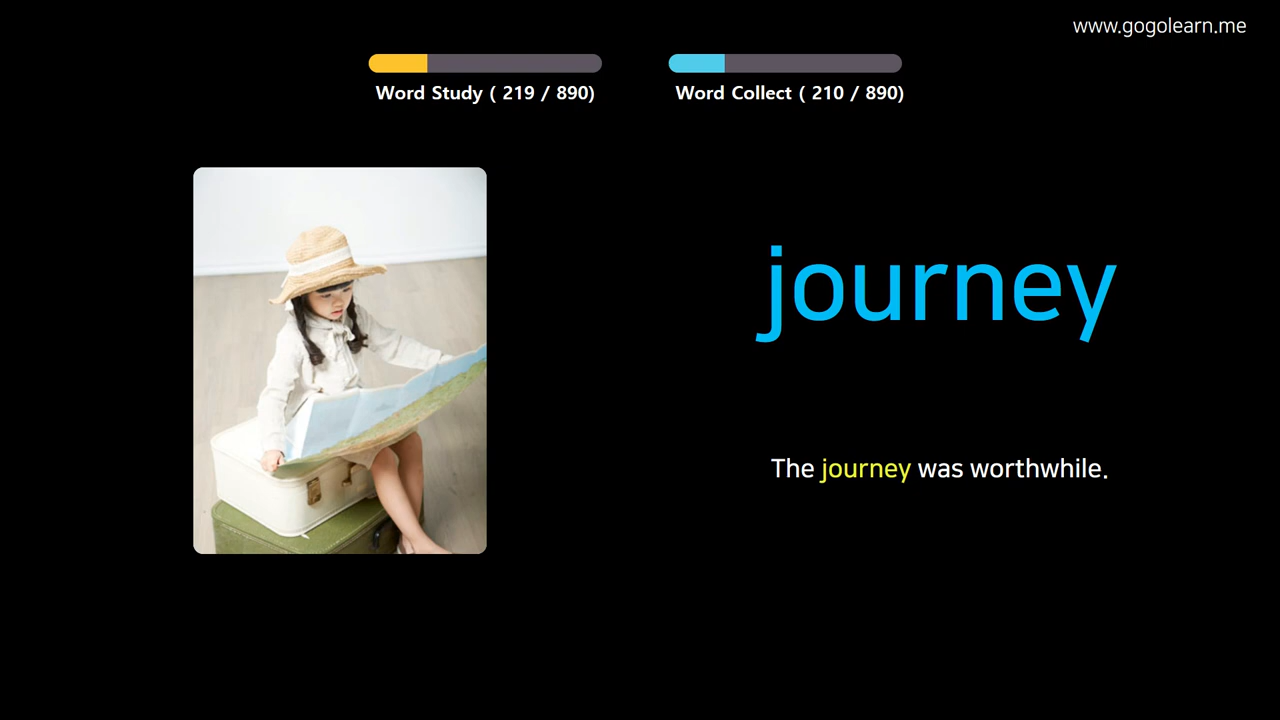 www.gogolearn.me
Word Study ( 219 / 890)
Word Collect ( 210 / 890)
journey
The journey was worthwhile.